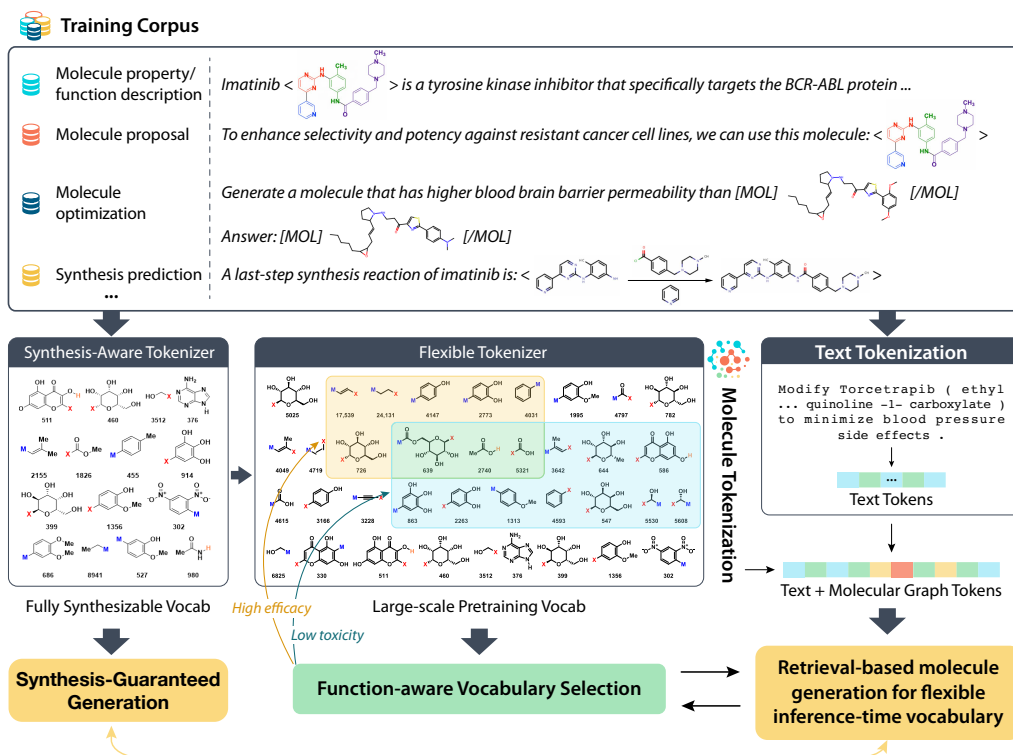 Training Corpus
Molecule property/
function description
Imatinib < > is a tyrosine kinase inhibitor that specifically targets the BCR-ABL protein ...
Molecule proposal
To enhance selectivity and potency against resistant cancer cell lines, we can use this molecule: < >
Molecule
optimization
Generate a molecule that has higher blood brain barrier permeability than [MOL] [/MOL]
Answer: [MOL] [/MOL]
Synthesis prediction
A last-step synthesis reaction of imatinib is: < >
...
Synthesis-Aware Tokenizer
511 460 3512 376
2155 1826 455 914
399 1356 302
686 8941 527 980
Fully Synthesizable Vocab
Flexible Tokenizer
5025 17,539 24,131 4147 2773 4031 1995 4797 782
4049 4719 726 639 2740 5321 3642 644 586
4615 3166 3228 863 2263 1313 4593 547 5530 5608
6825 330 511 460 3512 376 399 1356 302
Large-scale Pretraining Vocab
High efficacy
Low toxicity
Molecule Tokenization
Text Tokenization
Modify Torcetrapib ( ethyl
... quinoline -1- carboxylate )
to minimize blood pressure
side effects .
...
Text Tokens
Text + Molecular Graph Tokens
Synthesis-Guaranteed
Generation
Function-aware Vocabulary Selection
Retrieval-based molecule
generation for flexible
inference-time vocabulary